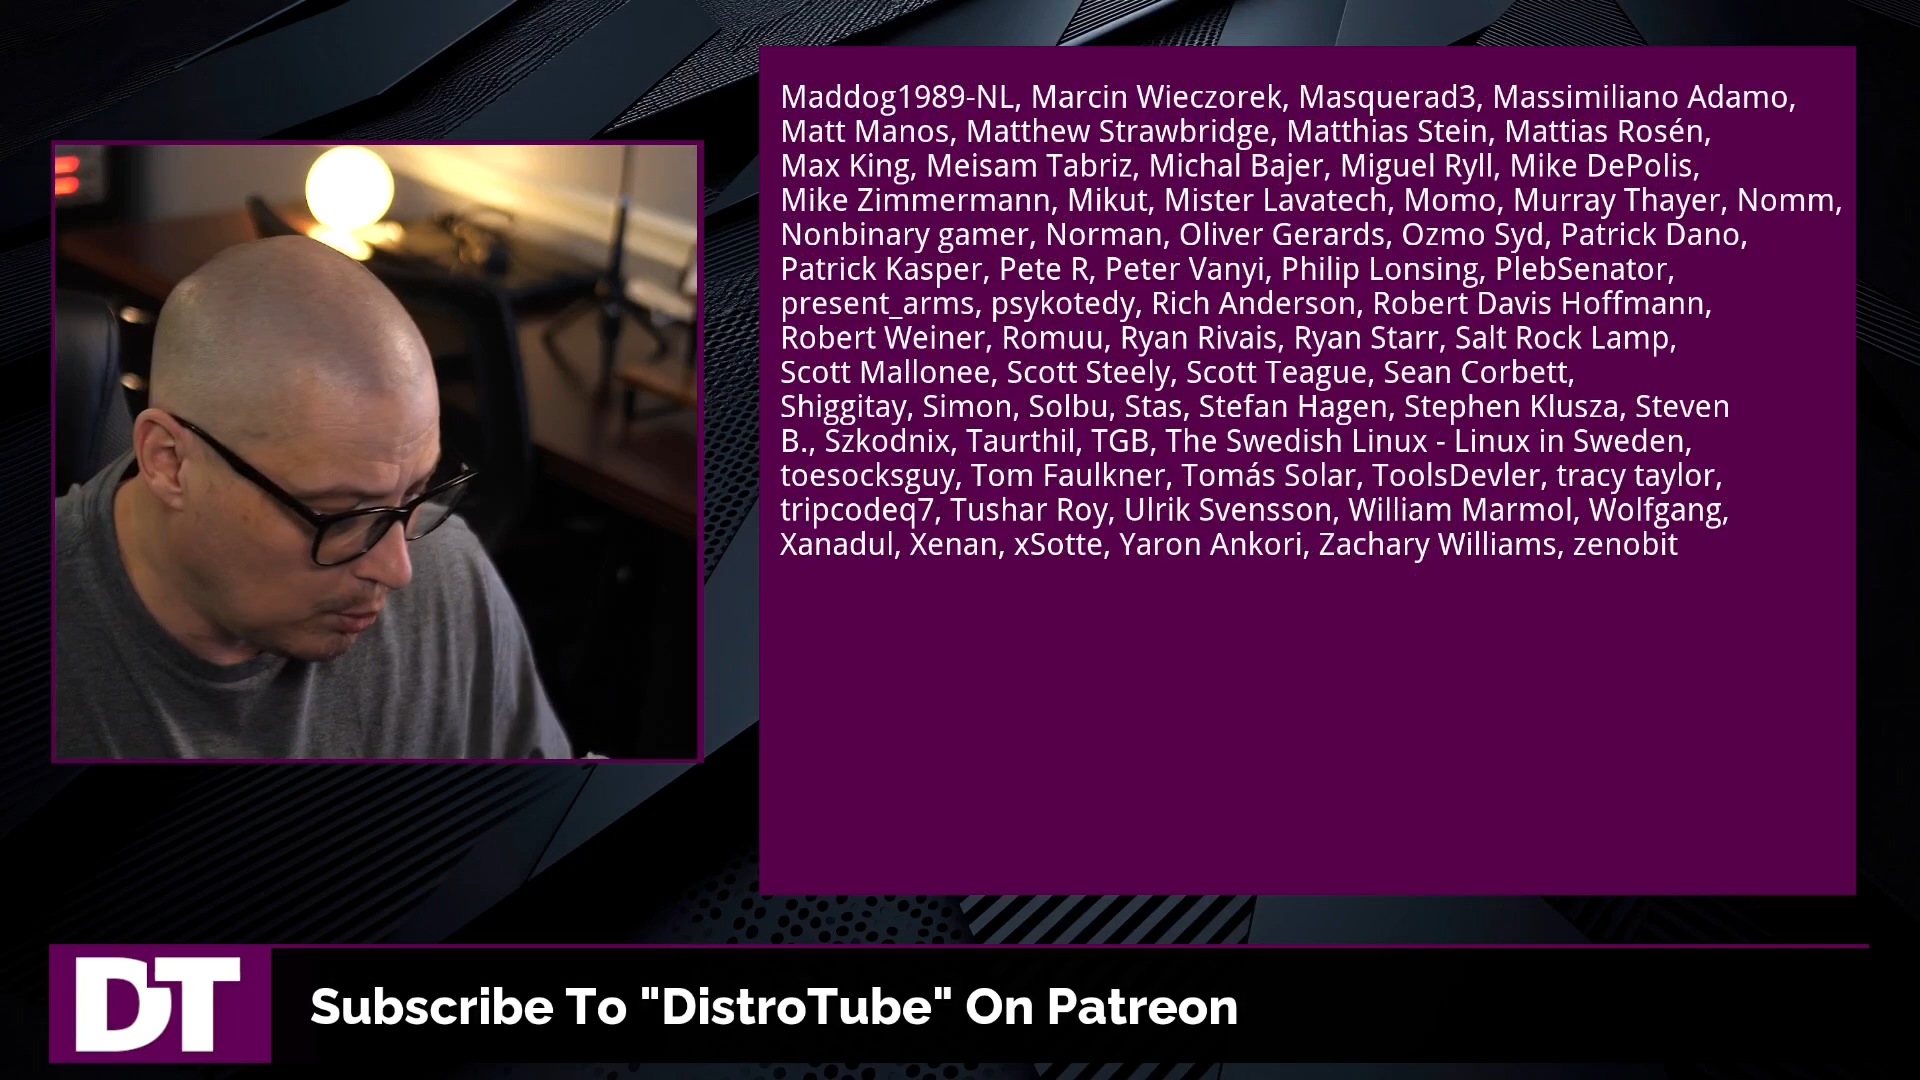 Maddog1989-NL, Marcin Wieczorek, Masquerad3, Massimiliano Adamo,
Matt Manos, Matthew Strawbridge, Matthias Stein, Mattias Rosén,
Max King, Meisam Tabriz, Michal Bajer, Miguel Ryll, Mike DePolis,
Mike Zimmermann, Mikut, Mister Lavatech, Momo, Murray Thayer, Nomm,
Nonbinary gamer, Norman, Oliver Gerards, Ozmo Syd, Patrick Dano,
Patrick Kasper, Pete R, Peter Vanyi, Philip Lonsing, PlebSenator,
present_arms, psykotedy, Rich Anderson, Robert Davis Hoffmann,
Robert Weiner, Romuu, Ryan Rivais, Ryan Starr, Salt Rock Lamp,
Scott Mallonee, Scott Steely, Scott Teague, Sean Corbett,
Shiggitay, Simon, Solbu, Stas, Stefan Hagen, Stephen Klusza, Steven
B., Szkodnix, Taurthil, TGB, The Swedish Linux - Linux in Sweden,
toesocksguy, Tom Faulkner, Tomás Solar, ToolsDevler, tracy taylor,
tripcodeq7, Tushar Roy, Ulrik Svensson, William Marmol, Wolfgang,
Xanadul, Xenan, xSotte, Yaron Ankori, Zachary Williams, zenobit
DT
Subscribe To "DistroTube" On Patreon